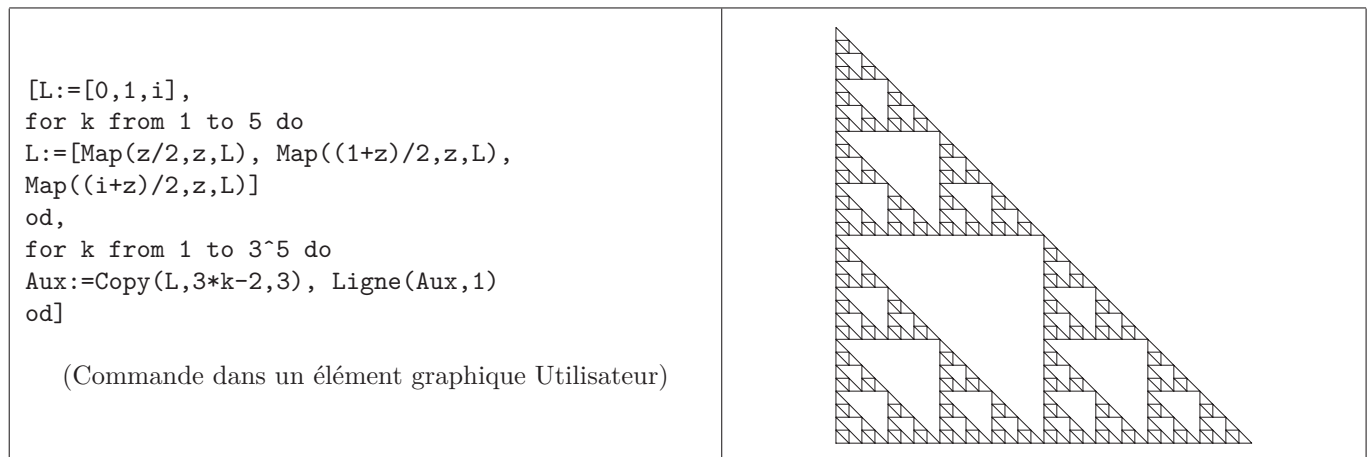 [L:=[0,1,i],
for k from 1 to 5 do
L:=[Map(z/2,z,L), Map((1+z)/2,z,L),
Map((i+z)/2,z,L)]
od,
for k from 1 to 3^5 do
Aux:=Copy(L,3*k-2,3), Ligne(Aux,1)
od]
(Commande dans un élément graphique Utilisateur)